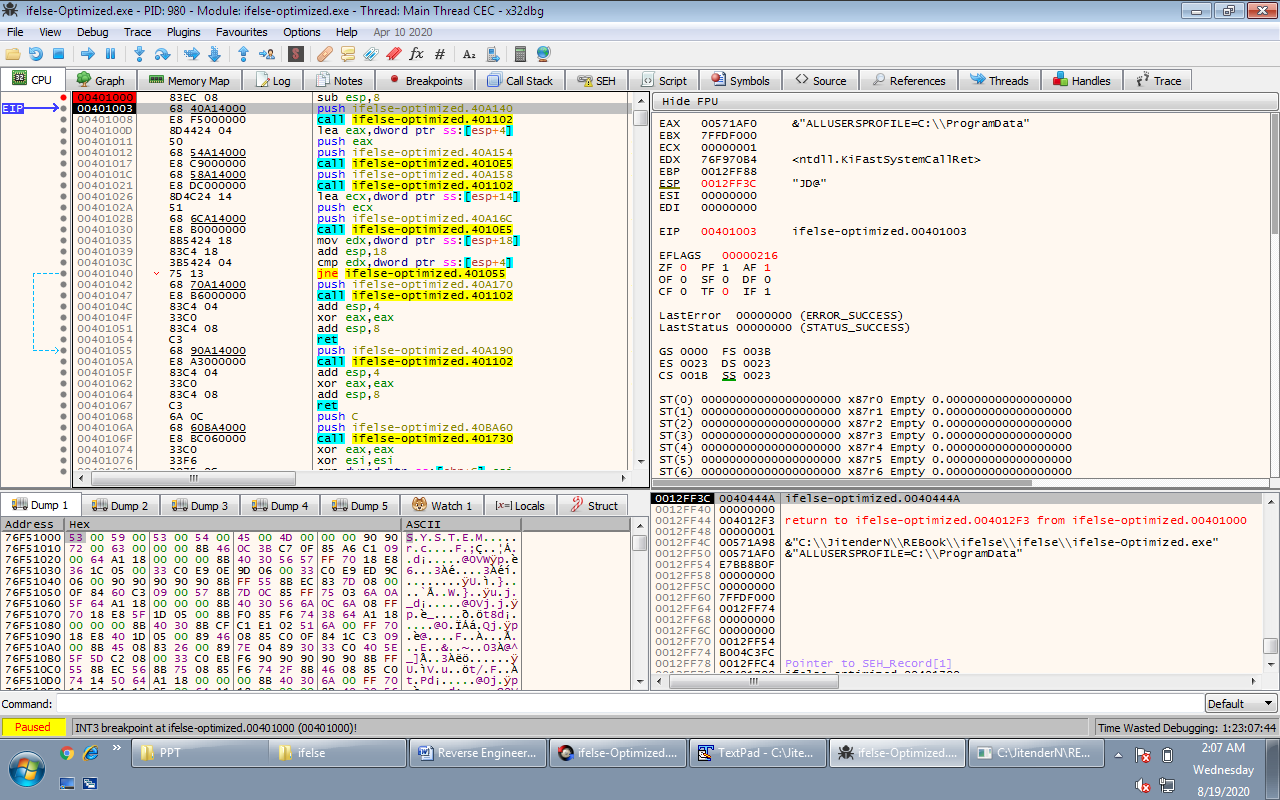 ifelse-Optimized.exe - PID: 980 - Module: ifelse-optimized.exe - Thread: Main Thread CEC - x32dbg
File View Debug Trace Plugins Favourites Options Help Apr 10 2020
CPU Graph Memory Map Log Notes Breakpoints Call Stack SEH Script Symbols Source References Threads Handles Trace
EIP
00401000 83EC 08 sub esp,8
00401003 68 40A14000 push ifelse-optimized.40A140
00401008 E8 F5000000 call ifelse-optimized.401102
0040100D 8D4424 04 lea eax,dword ptr ss:[esp+4]
00401011 50 push eax
00401012 68 54A14000 push ifelse-optimized.40A154
00401017 E8 C9000000 call ifelse-optimized.4010E5
0040101C 68 58A14000 push ifelse-optimized.40A158
00401021 E8 DC000000 call ifelse-optimized.401102
00401026 8D4C24 14 lea ecx,dword ptr ss:[esp+14]
0040102A 51 push ecx
0040102B 68 6CA14000 push ifelse-optimized.40A16C
00401030 E8 B0000000 call ifelse-optimized.4010E5
00401035 8B5424 18 mov edx,dword ptr ss:[esp+18]
00401039 83C4 18 add esp,18
0040103C 3B5424 04 cmp edx,dword ptr ss:[esp+4]
00401040 75 13 jne ifelse-optimized.401055
00401042 68 70A14000 push ifelse-optimized.40A170
00401047 E8 B6000000 call ifelse-optimized.401102
0040104C 83C4 04 add esp,4
0040104F 33C0 xor eax,eax
00401051 83C4 08 add esp,8
00401054 C3 ret
00401055 68 90A14000 push ifelse-optimized.40A190
0040105A E8 A3000000 call ifelse-optimized.401102
0040105F 83C4 04 add esp,4
00401062 33C0 xor eax,eax
00401064 83C4 08 add esp,8
00401067 C3 ret
00401068 6A 0C push C
0040106A 68 60BA4000 push ifelse-optimized.40BA60
0040106F E8 BC060000 call ifelse-optimized.401730
00401074 33C0 xor eax,eax
00401076 33F6 xor esi,esi
Hide FPU
EAX 00571AF0 &"ALLUSERSPROFILE=C:\\ProgramData"
EBX 7FFDF000
ECX 00000001
EDX 76F970B4 <ntdll.KiFastSystemCallRet>
EBP 0012FF88
ESP 0012FF3C "JD@"
ESI 00000000
EDI 00000000
EIP 00401003 ifelse-optimized.00401003
EFLAGS 00000216
ZF 0 PF 1 AF 1
OF 0 SF 0 DF 0
CF 0 TF 0 IF 1
LastError 00000000 (ERROR_SUCCESS)
LastStatus 00000000 (STATUS_SUCCESS)
GS 0000 FS 003B
ES 0023 DS 0023
CS 001B SS 0023
ST(0) 00000000000000000000 x87r0 Empty 0.000000000000000000
ST(1) 00000000000000000000 x87r1 Empty 0.000000000000000000
ST(2) 00000000000000000000 x87r2 Empty 0.000000000000000000
ST(3) 00000000000000000000 x87r3 Empty 0.000000000000000000
ST(4) 00000000000000000000 x87r4 Empty 0.000000000000000000
ST(5) 00000000000000000000 x87r5 Empty 0.000000000000000000
ST(6) 00000000000000000000 x87r6 Empty 0.000000000000000000
Dump 1 Dump 2 Dump 3 Dump 4 Dump 5 Watch 1 [x=] Locals Struct
Address Hex ASCII
76F51000 53 00 59 00 53 00 54 00 45 00 4D 00 00 00 90 90 S.Y.S.T.E.M.....
76F51010 72 00 63 00 00 00 8B 46 0C 3B C7 0F 85 A6 C1 09
76F51020 00 64 A1 18 00 00 00 8B 40 30 56 57 FF 70 18 E8
76F51030 36 1C 05 00 33 C0 E9 0E 9D 06 00 33 C0 E9 ED 9C
76F51040 06 00 90 90 90 90 90 8B FF 55 8B EC 83 7D 08 00
76F51050 0F 84 60 C3 09 00 57 8B 7D 0C 85 FF 75 03 6A 0A
76F51060 5F 64 A1 18 00 00 00 8B 40 30 56 6A 0C 6A 08 FF
76F51070 70 18 E8 5F 1D 05 00 8B F0 85 F6 74 38 64 A1 18
76F51080 00 00 00 8B 40 30 8B CF C1 E1 02 51 6A 00 FF 70
76F51090 18 E8 40 1D 05 00 89 46 08 85 C0 0F 84 1C C3 09
76F510A0 00 8B 45 08 83 26 00 89 7E 04 89 30 33 C0 40 5E
76F510B0 5F 5D C2 08 00 33 C0 EB F6 90 90 90 90 90 8B FF
76F510C0 55 8B EC 56 8B 75 08 85 F6 74 2F 8B 46 08 85 C0
76F510D0 74 14 50 64 A1 18 00 00 00 8B 40 30 6A 00 FF 70
0012FF3C 0040444A ifelse-optimized.0040444A
0012FF40 00000000
0012FF44 004012F3 return to ifelse-optimized.004012F3 from ifelse-optimized.00401000
0012FF48 00000001
0012FF4C 00571A98 &"C:\\JitenderN\\REBook\\ifelse\\ifelse\\ifelse-Optimized.exe"
0012FF50 00571AF0 &"ALLUSERSPROFILE=C:\\ProgramData"
0012FF54 E7BB8B0F
0012FF58 00000000
0012FF5C 00000000
0012FF60 7FFDF000
0012FF64 0012FF74
0012FF68 00000000
0012FF6C 00000000
0012FF70 0012FF54
0012FF74 B004C3FC
0012FF78 0012FFC4 Pointer to SEH_Record[1]
Command: Default
Paused INT3 breakpoint at ifelse-optimized.00401000 (00401000)! Time Wasted Debugging: 1:23:07:44
PPT ifelse Reverse Engineer... ifelse-Optimized.... TextPad - C:\Jite... ifelse-Optimized.... C:\JitenderN\RE...
2:07 AM
Wednesday
8/19/2020